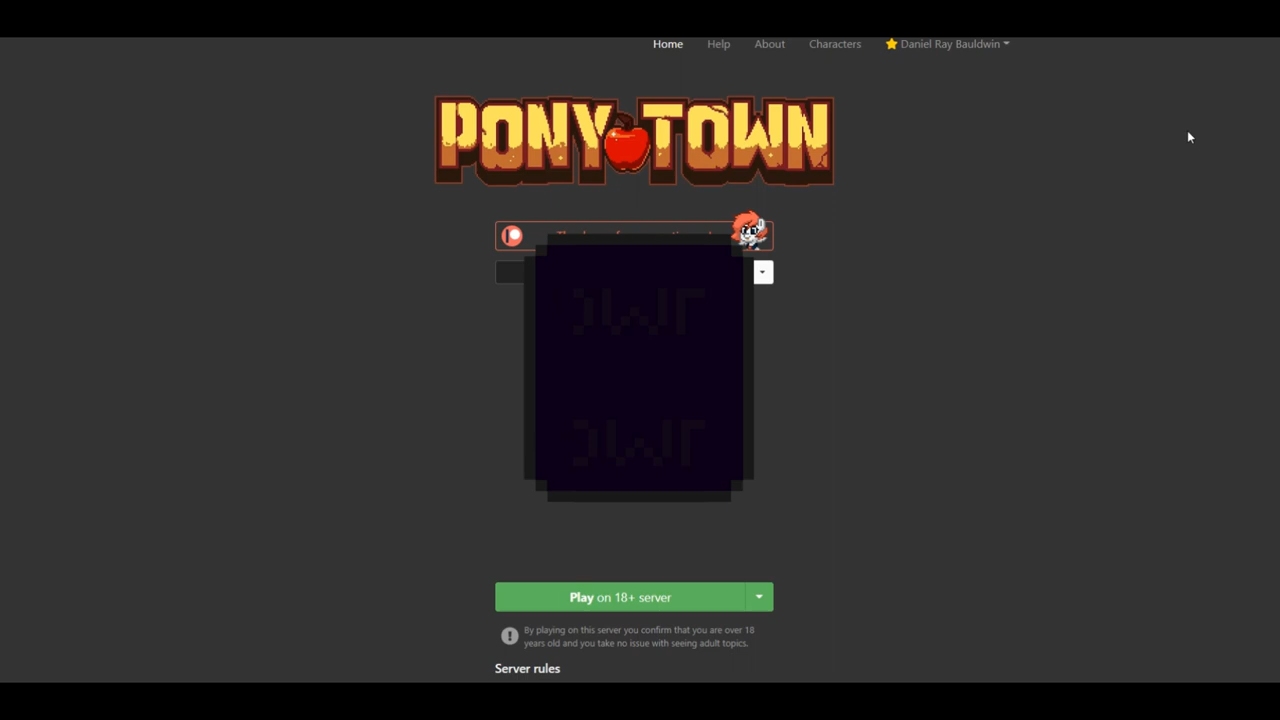 Home Help About Characters Daniel Ray Bauldwin
PONY TOWN
Play on 18+ server
By playing on this server you confirm that you are over 18
years old and you take no issue with seeing adult topics.
Server rules